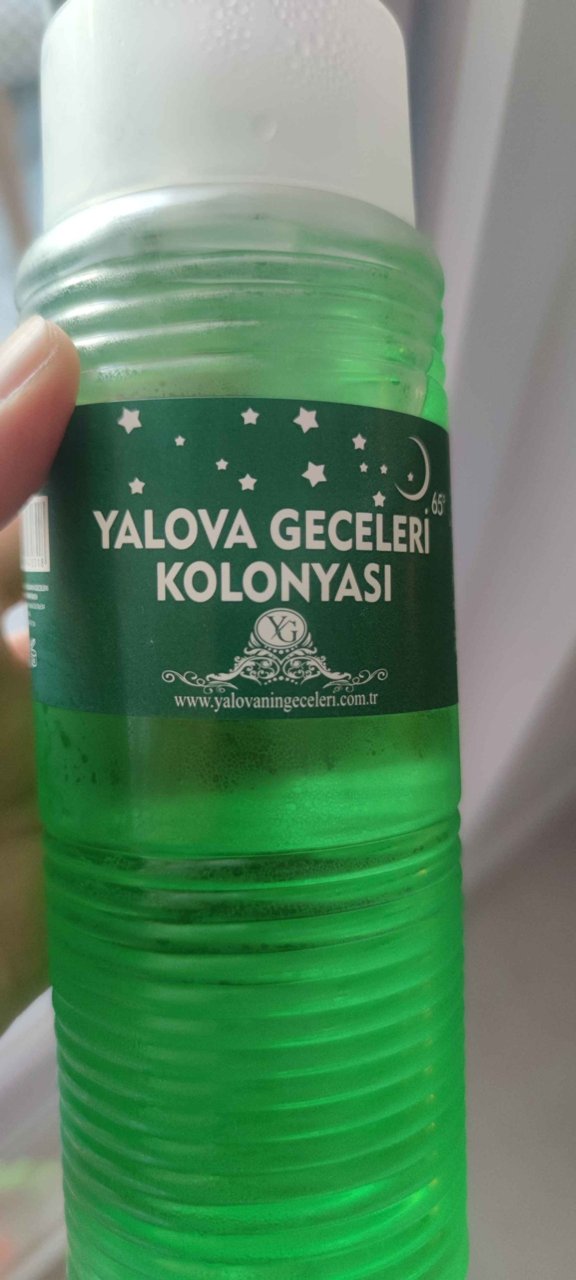 65°
YALOVA GECELERİ
KOLONYASI
YG
www.yalovaningeceleri.com.tr